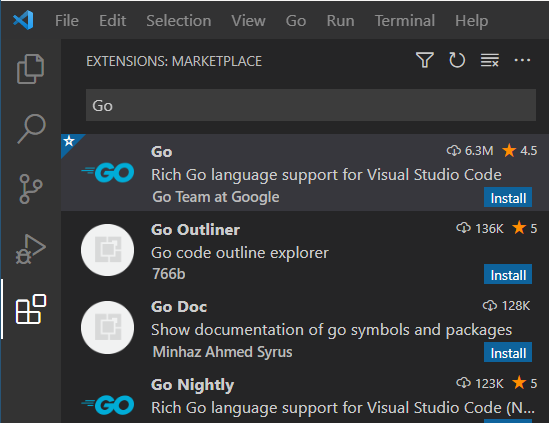 File Edit Selection View Go Run Terminal Help
EXTENSIONS: MARKETPLACE
Go
Go 6.3M 4.5
Rich Go language support for Visual Studio Code
Go Team at Google Install
Go Outliner 136K 5
Go code outline explorer
766b Install
Go Doc 128K
Show documentation of go symbols and packages
Minhaz Ahmed Syrus Install
Go Nightly 123K 5
Rich Go language support for Visual Studio Code (N...
GO
GO